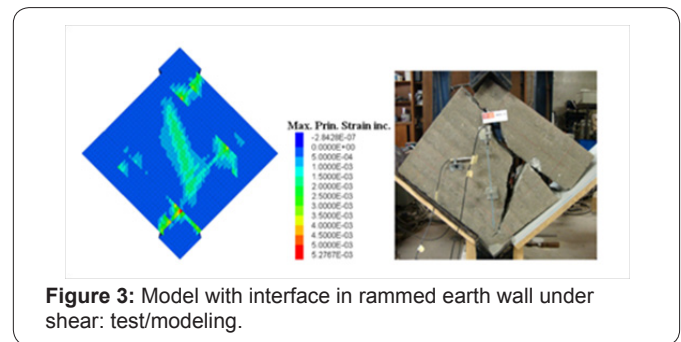 Max. Prin. Strain inc.
-2.8428E-07
0.0000E+00
5.0000E-04
1.0000E-03
1.5000E-03
2.0000E-03
2.5000E-03
3.0000E-03
3.5000E-03
4.0000E-03
4.5000E-03
5.0000E-03
5.2767E-03
Figure 3: Model with interface in rammed earth wall under
shear: test/modeling.